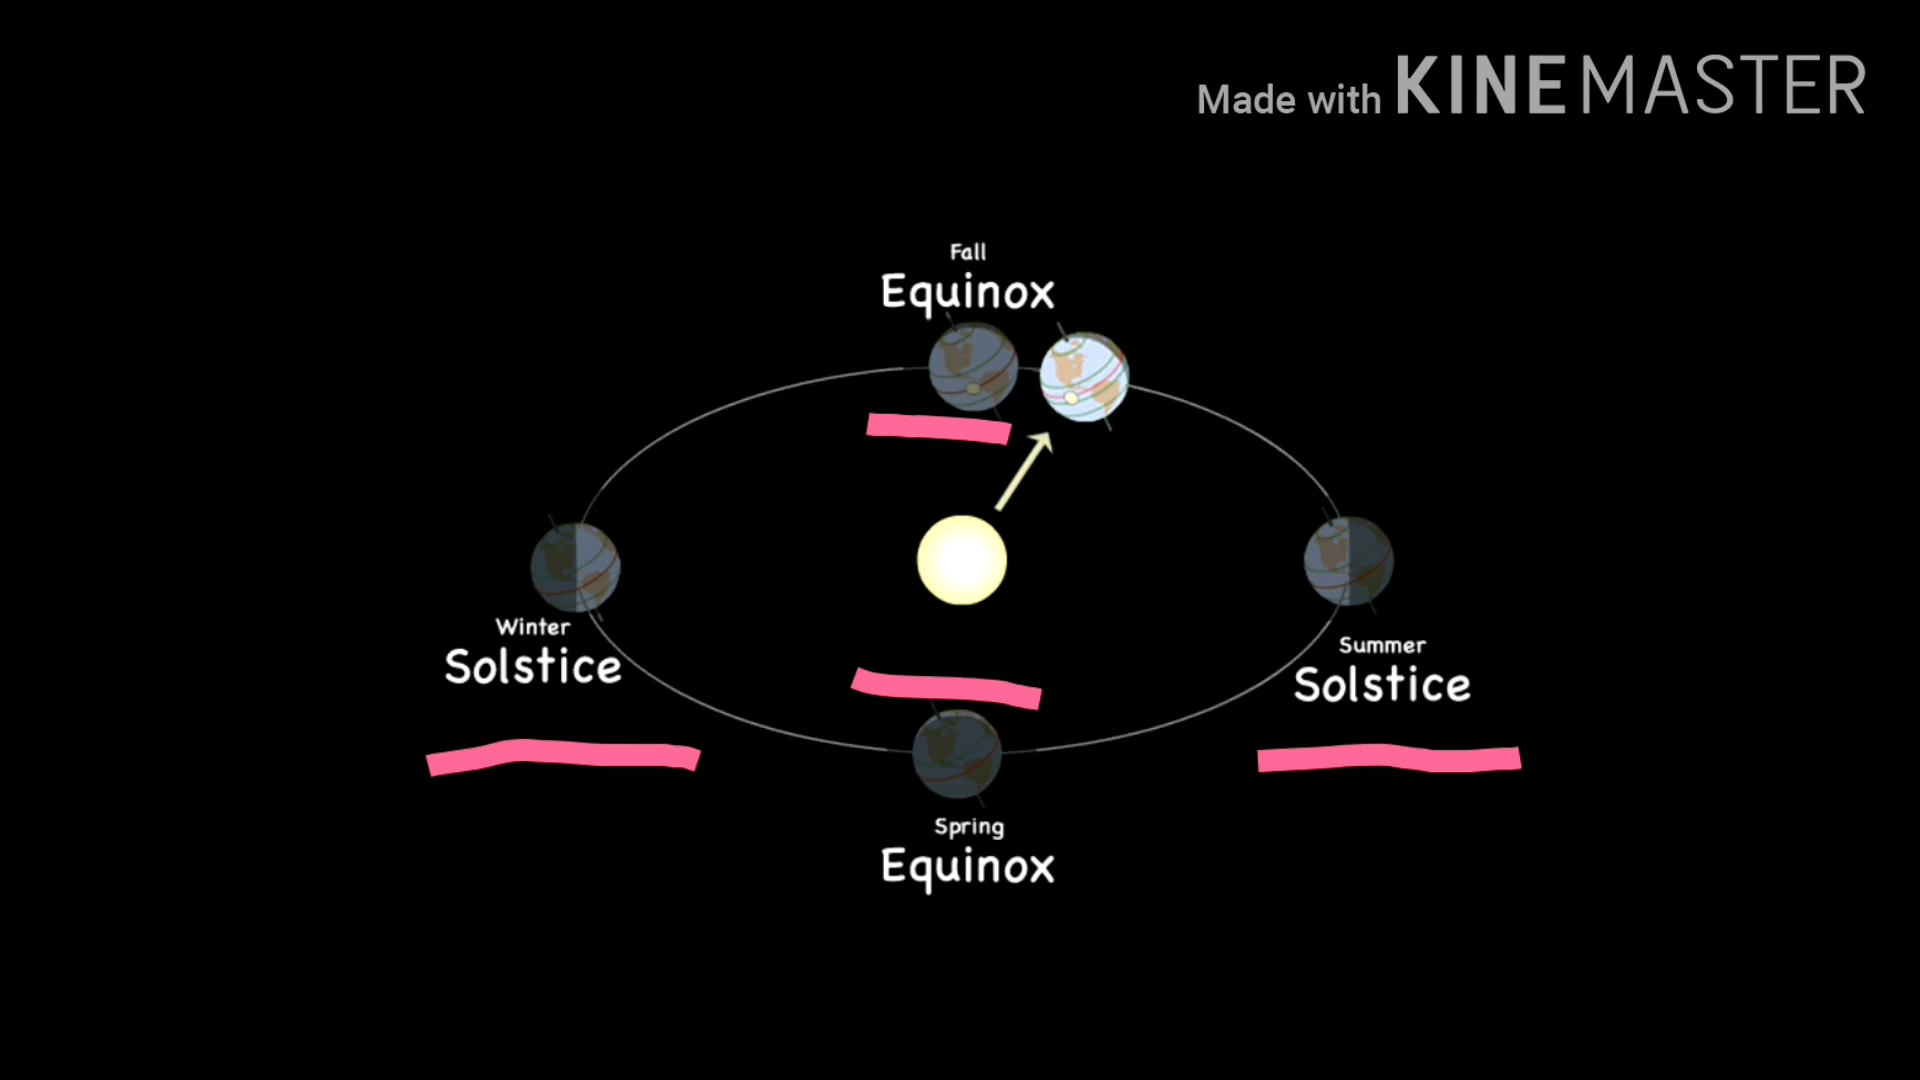 Made with KINEMASTER
Fall
Equinox
Winter
Solstice
Summer
Solstice
Spring
Equinox